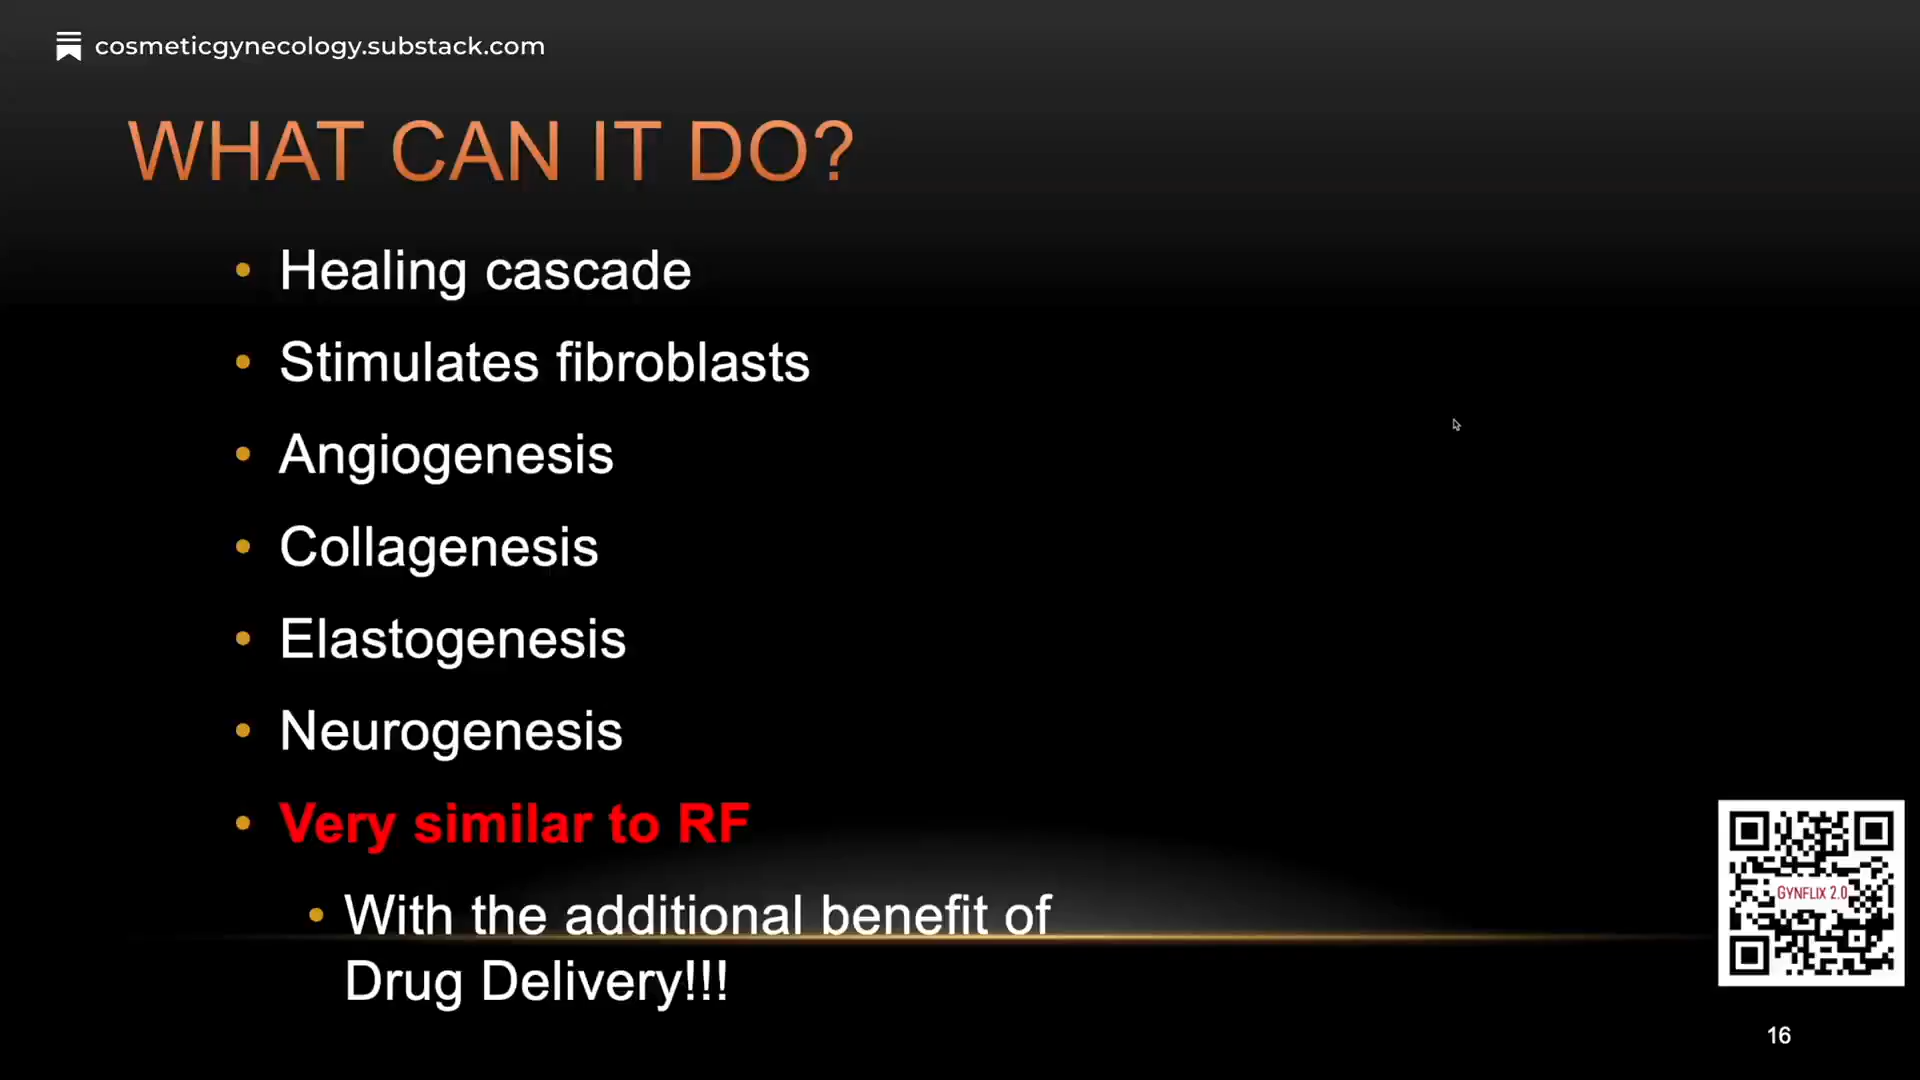 cosmeticgynecology.substack.com
WHAT CAN IT DO?
• Healing cascade
• Stimulates fibroblasts
• Angiogenesis
• Collagenesis
• Elastogenesis
• Neurogenesis
• Very similar to RF
• With the additional benefit of
Drug Delivery!!!
GYNFLIX 2.0
16